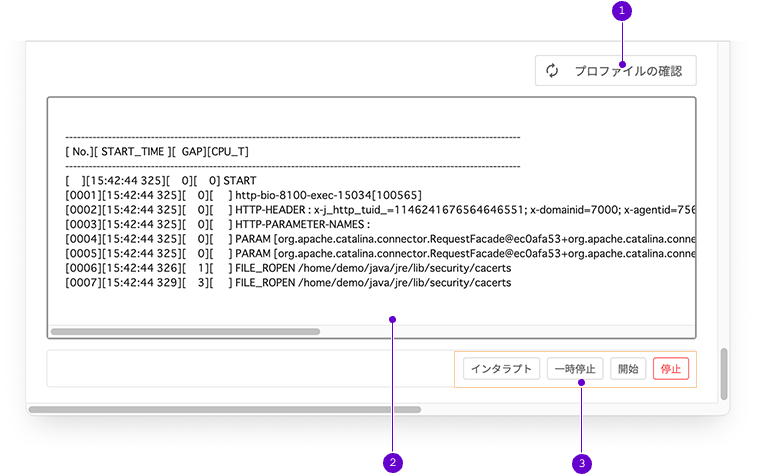 1
プロファイルの確認
-----------------------------------------------------------------------------------------------------------------
[ No.][ START_TIME ][  GAP][CPU_T]
-----------------------------------------------------------------------------------------------------------------
[    ][15:42:44 325][    0][    0] START
[0001][15:42:44 325][    0][     ] http-bio-8100-exec-15034[100565]
[0002][15:42:44 325][    0][     ] HTTP-HEADER : x-j_http_tuid_=1146241676564646551; x-domainid=7000; x-agentid=756
[0003][15:42:44 325][    0][     ] HTTP-PARAMETER-NAMES :
[0004][15:42:44 325][    0][     ] PARAM [org.apache.catalina.connector.RequestFacade@ec0afa53+org.apache.catalina.conne
[0005][15:42:44 325][    0][     ] PARAM [org.apache.catalina.connector.RequestFacade@ec0afa53+org.apache.catalina.conne
[0006][15:42:44 326][    1][     ] FILE_ROPEN /home/demo/java/jre/lib/security/cacerts
[0007][15:42:44 329][    3][     ] FILE_ROPEN /home/demo/java/jre/lib/security/cacerts
インタラプト 一時停止 開始 停止
2 3